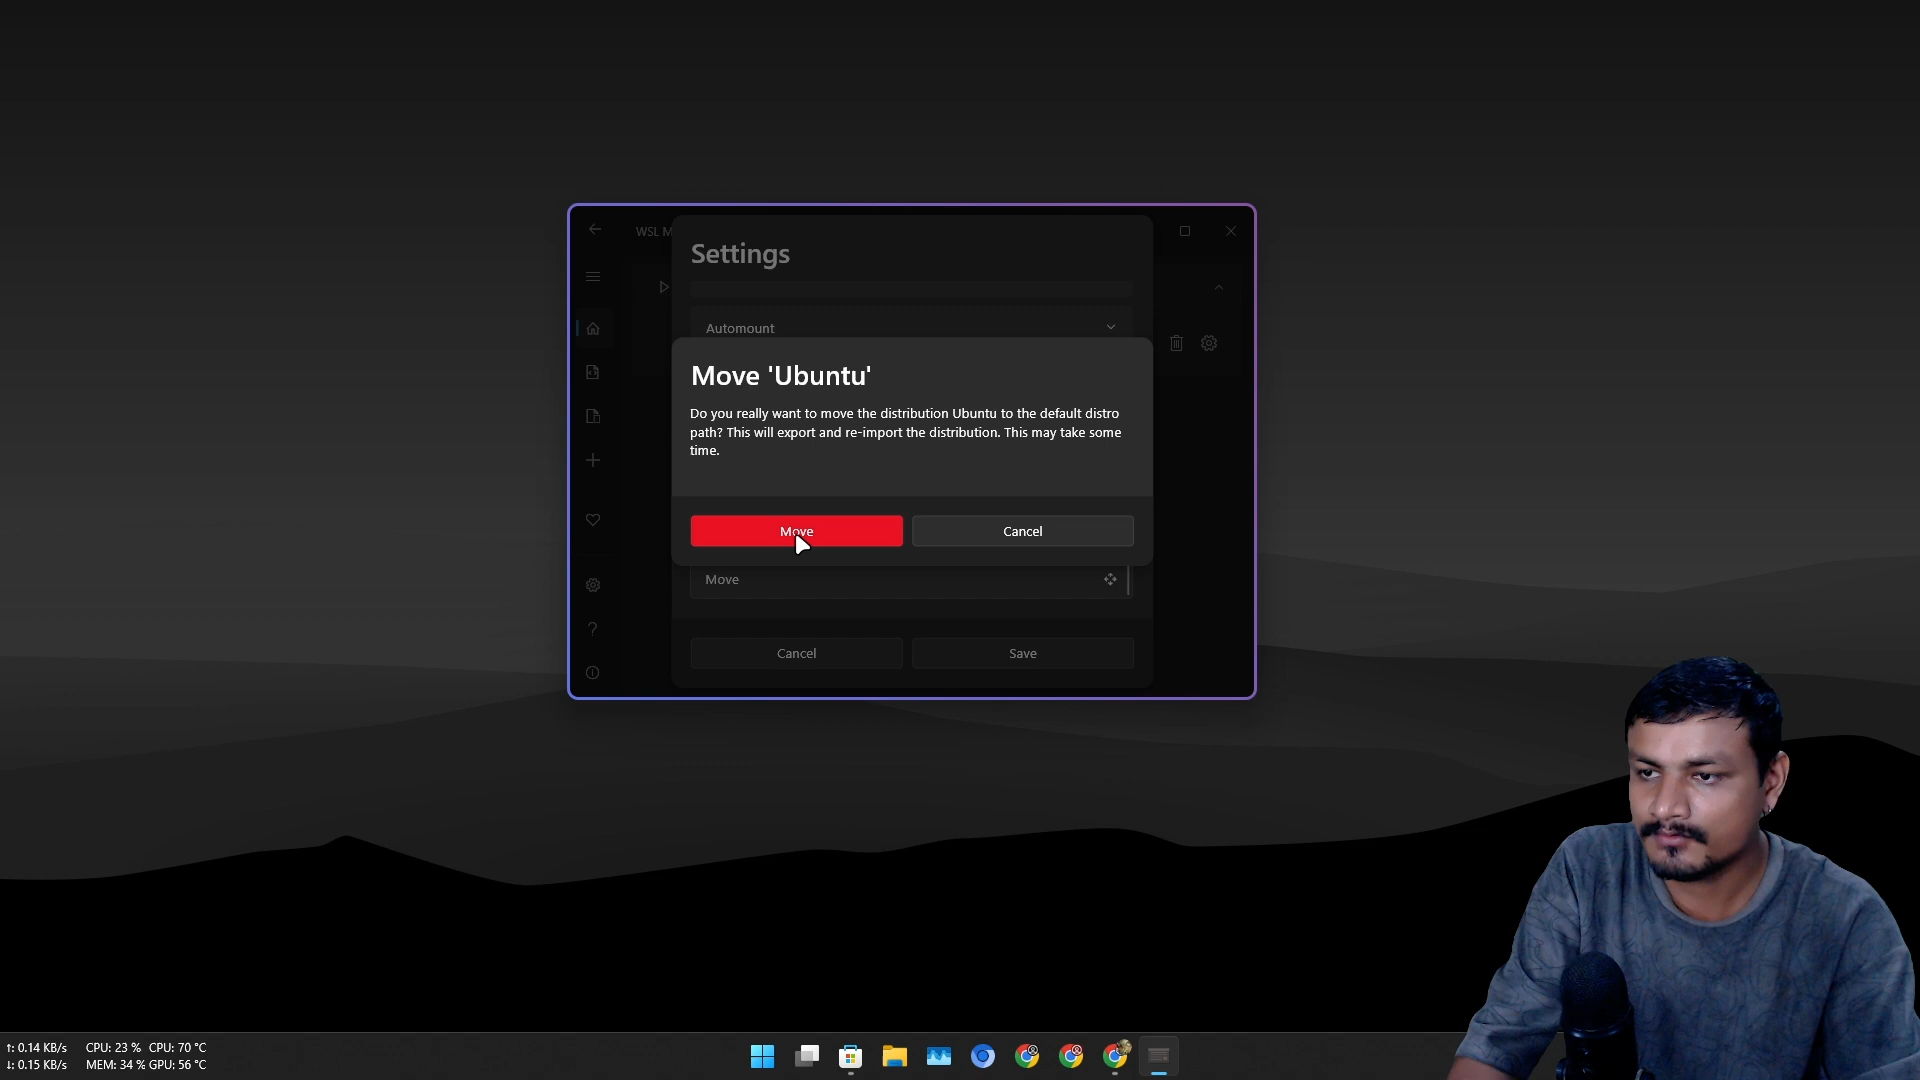 WSL M
Settings
Automount
Move 'Ubuntu'
Do you really want to move the distribution Ubuntu to the default distro
path? This will export and re-import the distribution. This may take some
time.
Move
Cancel
Move
Cancel
Save
↑: 0.14 KB/s CPU: 23 % CPU: 70 °C
↓: 0.15 KB/s MEM: 34 % GPU: 56 °C